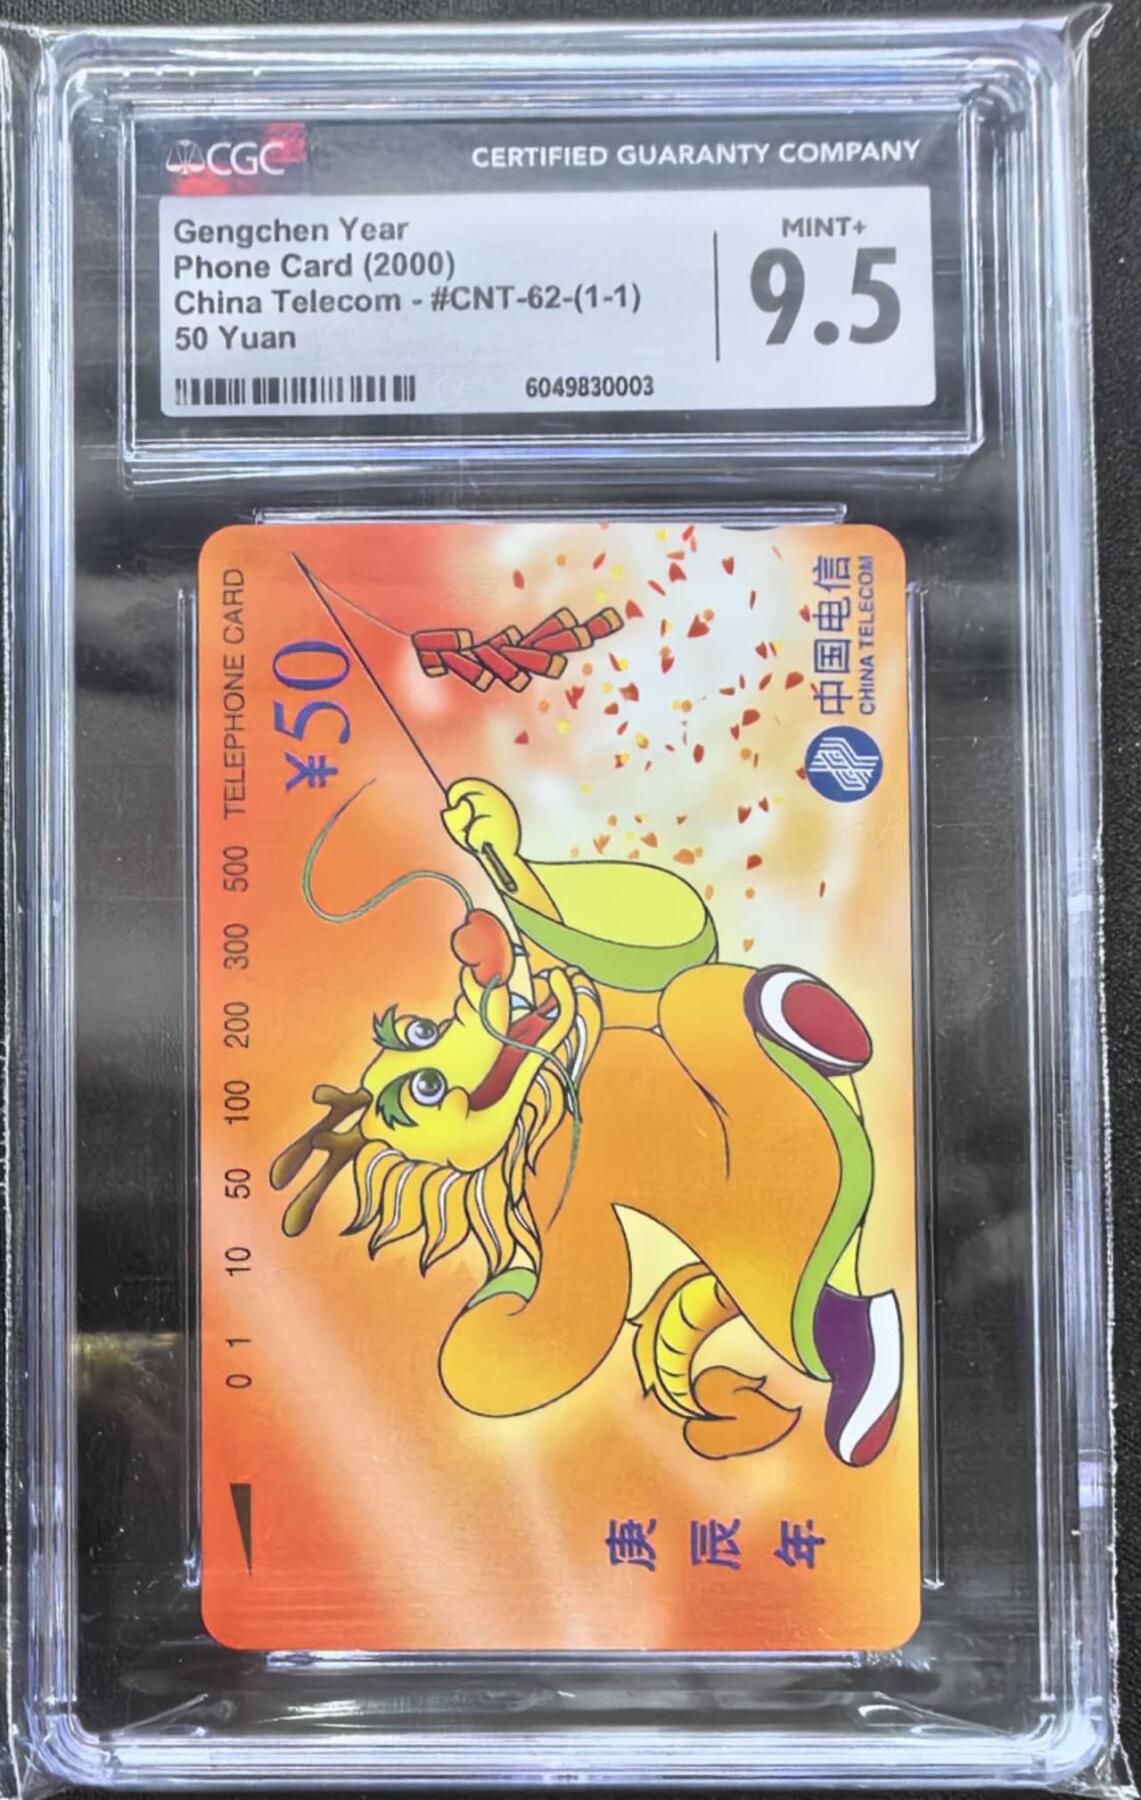 CGC
CERTIFIED GUARANTY COMPANY
Gengchen Year
Phone Card (2000)
China Telecom - #CNT-62-(1-1)
50 Yuan
6049830003
MINT+
9.5
0 1 10 50 100 200 300 500 TELEPHONE CARD
¥50
中国电信
CHINA TELECOM
庚辰年